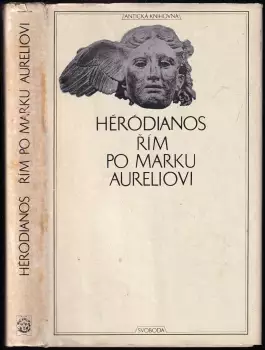 HÉRÓDIANOS ŘÍM PO MARKU AURELIOVI
ANTICKÁ KNIHOVNA
HÉRÓDIANOS
ŘÍM
PO MARKU
AURELIOVI
SVOBODA